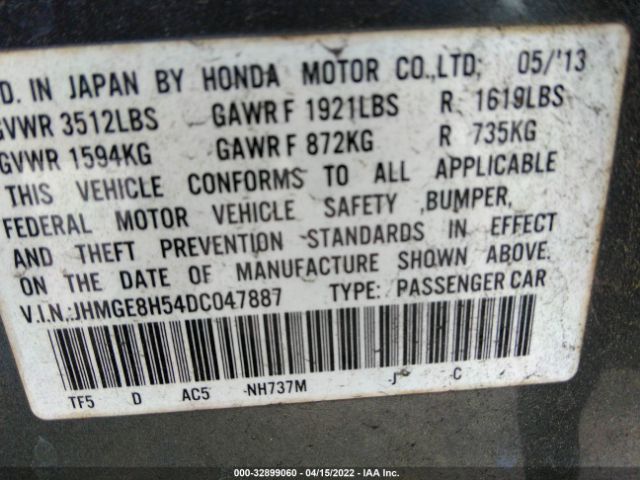 D. IN JAPAN BY HONDA MOTOR CO.,LTD; 05/'13
GVWR 3512LBS GAWR F 1921LBS R 1619LBS
GVWR 1594KG GAWR F 872KG R 735KG
THIS VEHICLE CONFORMS TO ALL APPLICABLE
FEDERAL MOTOR VEHICLE SAFETY ,BUMPER,
AND THEFT PREVENTION STANDARDS IN EFFECT
ON THE DATE OF MANUFACTURE SHOWN ABOVE.
V.I.N.:JHMGE8H54DC047887 TYPE: PASSENGER CAR
TF5 D AC5 -NH737M J C
000-32899060 - 04/15/2022 - IAA Inc.